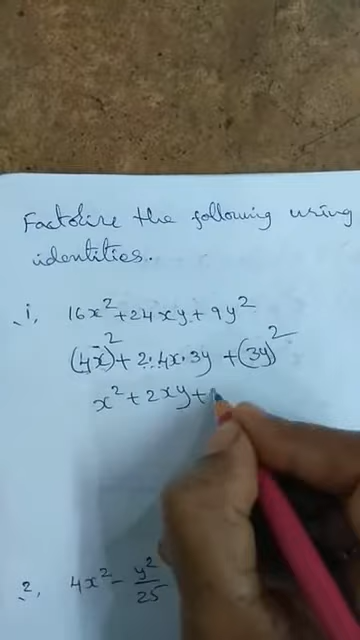 Factorize the following using
identities.
i, 16x² + 24xy + 9y²
(4x)² + 2·4x·3y + (3y)²
x² + 2xy +
2, 4x² - y²/25